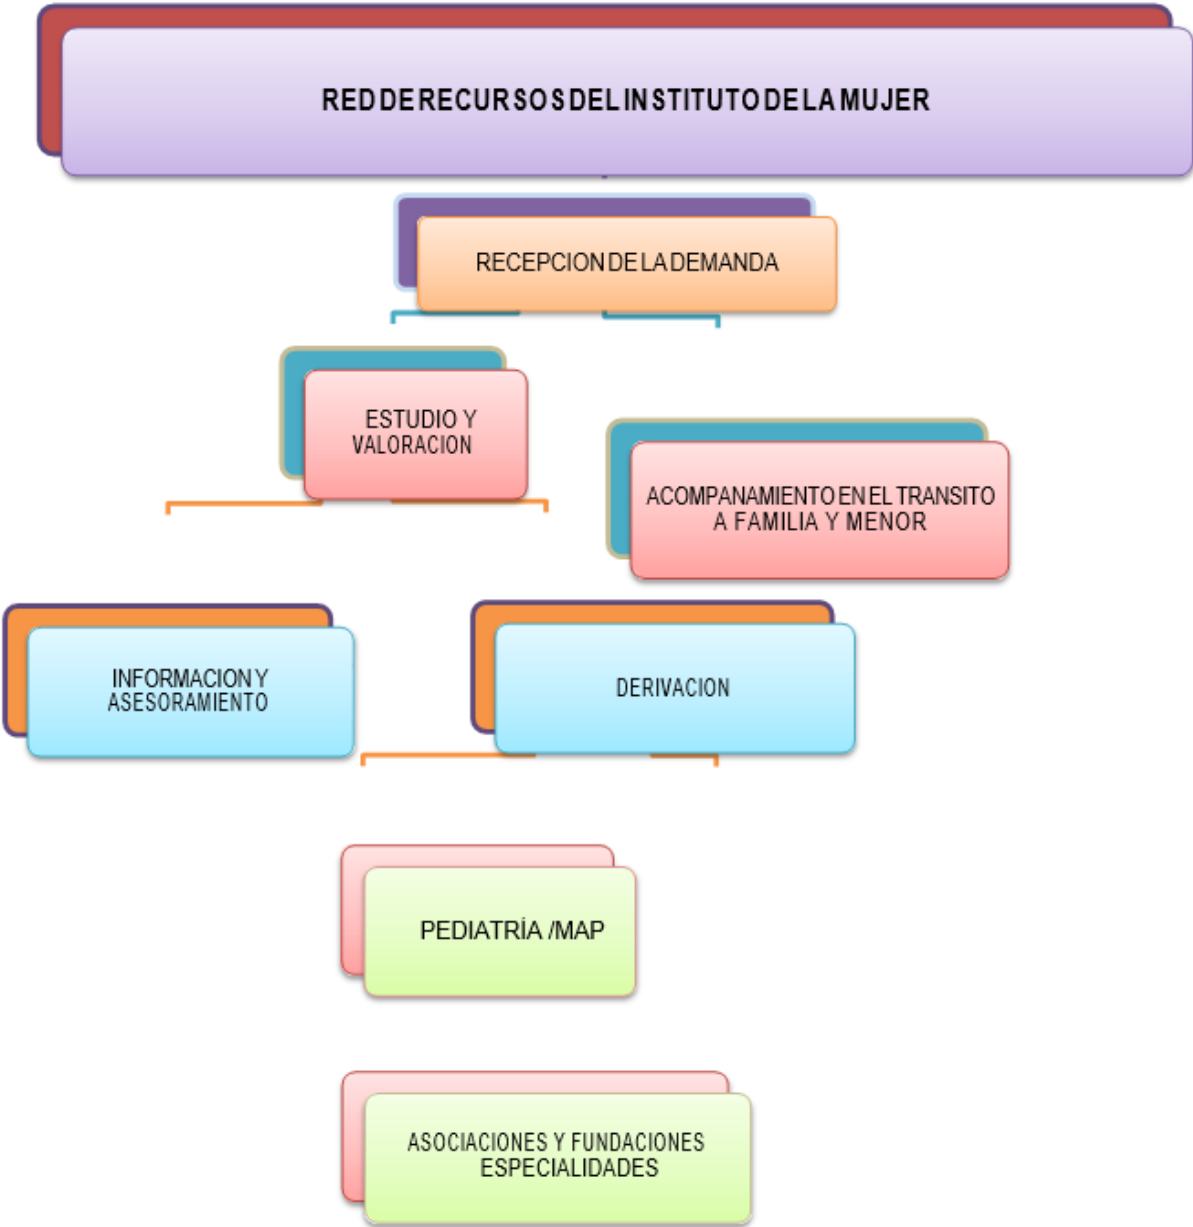 RED DE RECURSOS DEL INSTITUTO DE LA MUJER
RECEPCION DE LA DEMANDA
ESTUDIO Y
VALORACION
ACOMPANAMIENTO EN EL TRANSITO
A FAMILIA Y MENOR
INFORMACION Y
ASESORAMIENTO
DERIVACION
PEDIATRÍA /MAP
ASOCIACIONES Y FUNDACIONES
ESPECIALIDADES